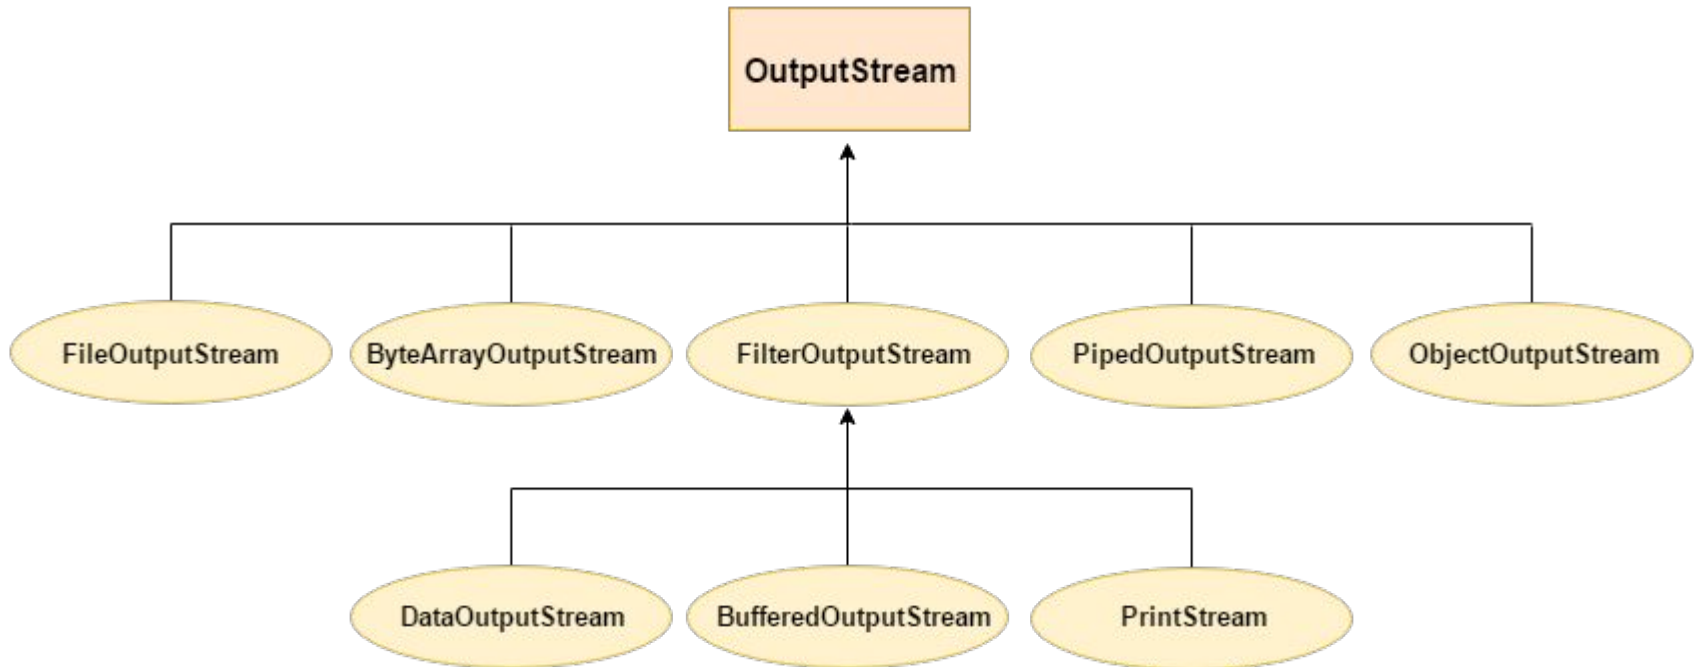 OutputStream
FileOutputStream
ByteArrayOutputStream
FilterOutputStream
PipedOutputStream
ObjectOutputStream
DataOutputStream
BufferedOutputStream
PrintStream